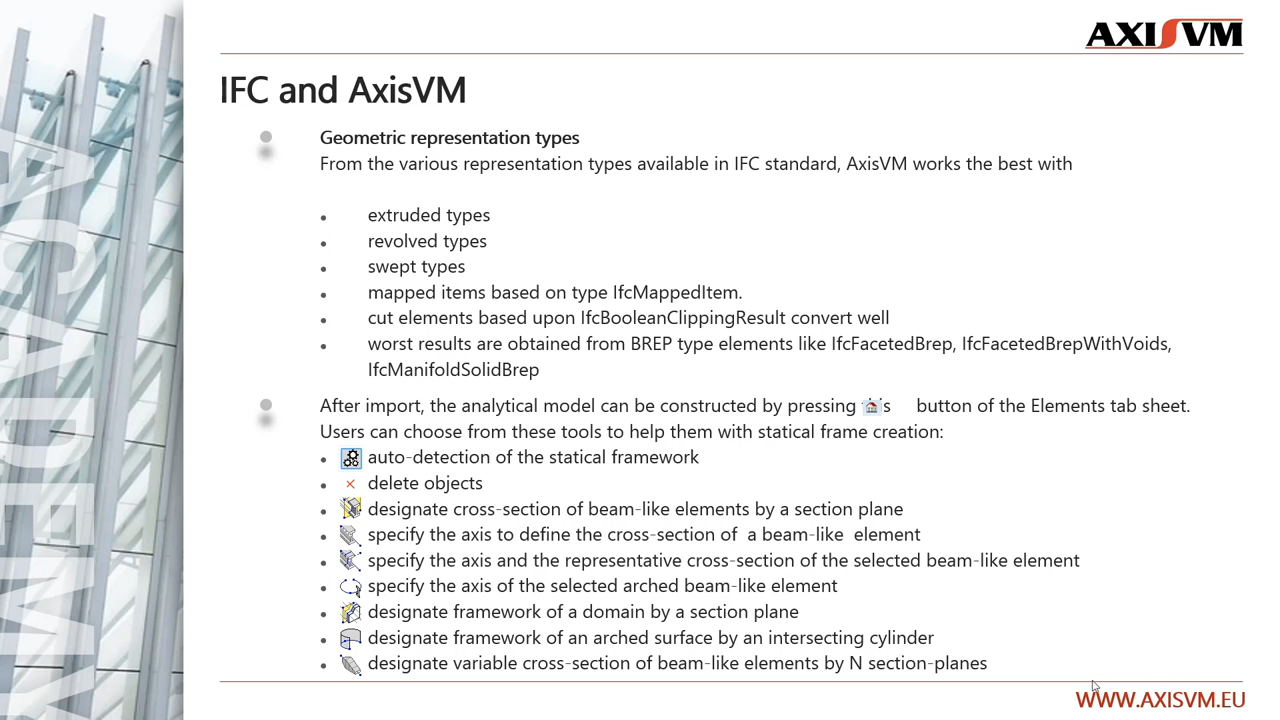 AXISVM
IFC and AxisVM
Geometric representation types
From the various representation types available in IFC standard, AxisVM works the best with
extruded types
revolved types
swept types
mapped items based on type IfcMappedItem.
cut elements based upon IfcBooleanClippingResult convert well
worst results are obtained from BREP type elements like IfcFacetedBrep, IfcFacetedBrepWithVoids,
IfcManifoldSolidBrep
After import, the analytical model can be constructed by pressing s button of the Elements tab sheet.
Users can choose from these tools to help them with statical frame creation:
auto-detection of the statical framework
delete objects
designate cross-section of beam-like elements by a section plane
specify the axis to define the cross-section of a beam-like element
specify the axis and the representative cross-section of the selected beam-like element
specify the axis of the selected arched beam-like element
designate framework of a domain by a section plane
designate framework of an arched surface by an intersecting cylinder
designate variable cross-section of beam-like elements by N section-planes
WWW.AXISVM.EU
ACADEMY